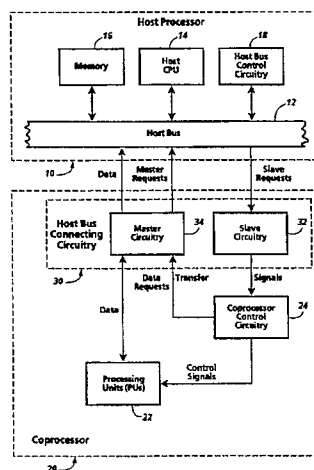 Host Processor
16
14
18
Memory
Host
CPU
Host Bus
Control
Circuitry
12
Host Bus
10
Data
Master
Requests
Slave
Requests
34
32
Host Bus
Connecting
Circuitry
Master
Circuitry
Slave
Circuitry
30
Data
Requests
Transfer
Signals
24
Data
Coprocessor
Control
Circuitry
Processing
Units (PUs)
Control
Signals
22
Coprocessor
20